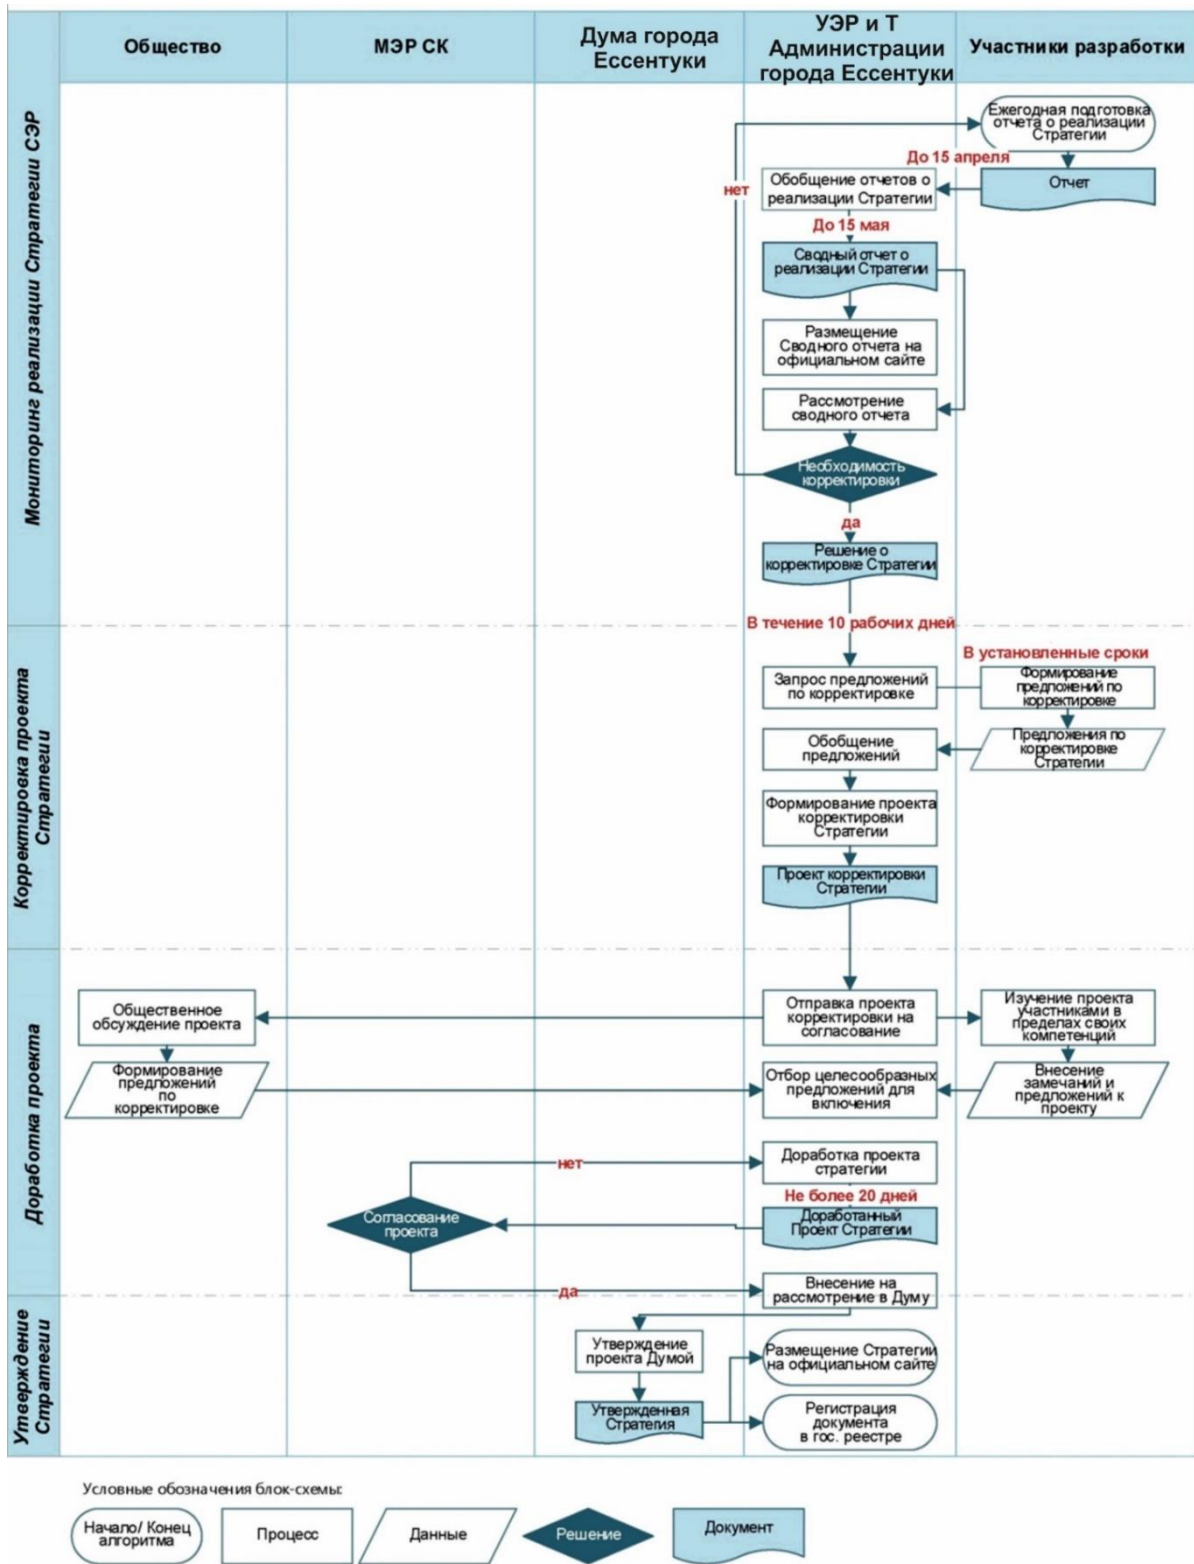 Общество
МЭР СК
Дума города
Ессентуки
УЭР и Т
Администрации
города Ессентуки
Участники разработки
Мониторинг реализации Стратегии СЭР
Ежегодная подготовка
отчета о реализации
Стратегии
До 15 апреля
Отчет
Обобщение отчетов о
реализации Стратегии
нет
До 15 мая
Сводный отчет о
реализации Стратегии
Размещение
Сводного отчета на
официальном сайте
Рассмотрение
сводного отчета
Необходимость
корректировки
да
Решение о
корректировке Стратегии
В течение 10 рабочих дней
Корректировка проекта
Стратегии
В установленные сроки
Запрос предложений
по корректировке
Формирование
предложений по
корректировке
Обобщение
предложений
Предложения по
корректировке
Стратегии
Формирование проекта
корректировки
Стратегии
Проект корректировки
Стратегии
Доработка проекта
Общественное
обсуждение проекта
Отправка проекта
корректировки на
согласование
Изучение проекта
участниками в
пределах своих
компетенций
Формирование
предложений
по
корректировке
Отбор целесообразных
предложений для
включения
Внесение
замечаний и
предложений к
проекту
нет
Доработка проекта
стратегии
Не более 20 дней
Согласование
проекта
Доработанный
Проект Стратегии
да
Внесение на
рассмотрение в Думу
Утверждение
Стратегии
Утверждение
проекта Думой
Размещение Стратегии
на официальном сайте
Утвержденная
Стратегия
Регистрация
документа
в гос. реестре
Условные обозначения блок-схемы:
Начало/ Конец
алгоритма
Процесс
Данные
Решение
Документ